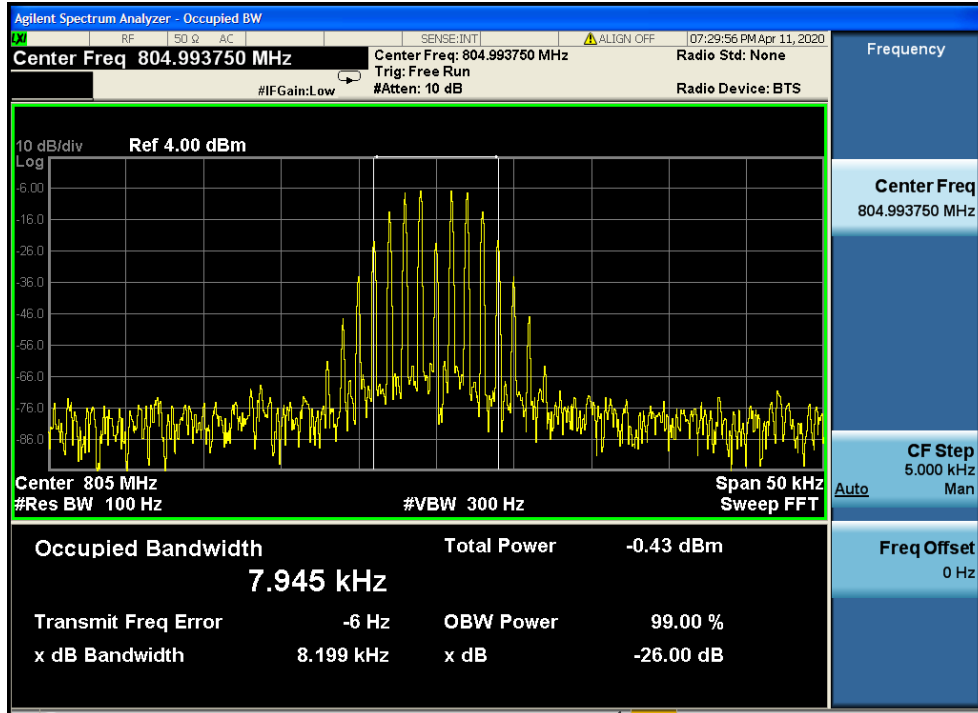 Agilent Spectrum Analyzer - Occupied BW
LXI RF 50 Ω AC SENSE:INT ALIGN OFF 07:29:56 PM Apr 11, 2020
Center Freq 804.993750 MHz
Center Freq: 804.993750 MHz
Radio Std: None
Trig: Free Run
#IFGain:Low
#Atten: 10 dB
Radio Device: BTS
10 dB/div Ref 4.00 dBm
Log
-6.00
-16.0
-26.0
-36.0
-46.0
-56.0
-66.0
-76.0
-86.0
Center 805 MHz
Span 50 kHz
#Res BW 100 Hz
#VBW 300 Hz
Sweep FFT
Occupied Bandwidth
7.945 kHz
Total Power -0.43 dBm
Transmit Freq Error -6 Hz
OBW Power 99.00 %
x dB Bandwidth 8.199 kHz
x dB -26.00 dB
Frequency
Center Freq
804.993750 MHz
CF Step
5.000 kHz
Auto Man
Freq Offset
0 Hz